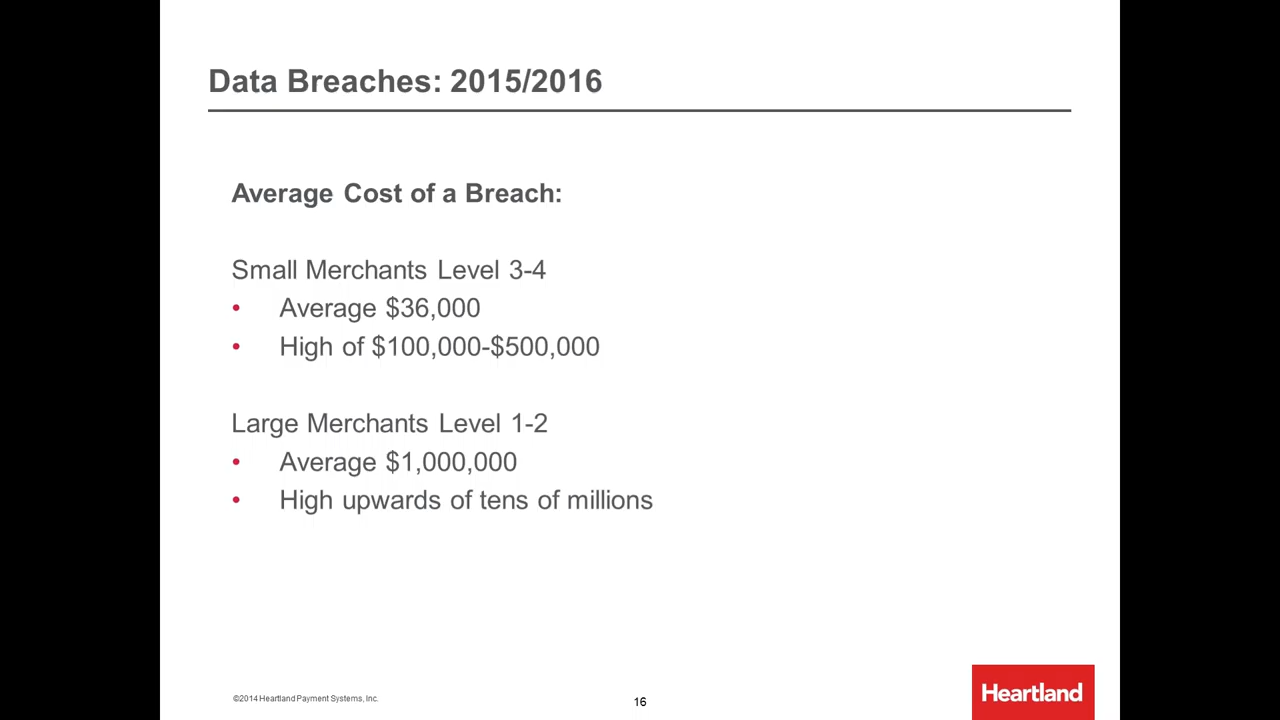 Data Breaches: 2015/2016
Average Cost of a Breach:
Small Merchants Level 3-4
• Average $36,000
• High of $100,000-$500,000
Large Merchants Level 1-2
• Average $1,000,000
• High upwards of tens of millions
©2014 Heartland Payment Systems, Inc.
16
Heartland